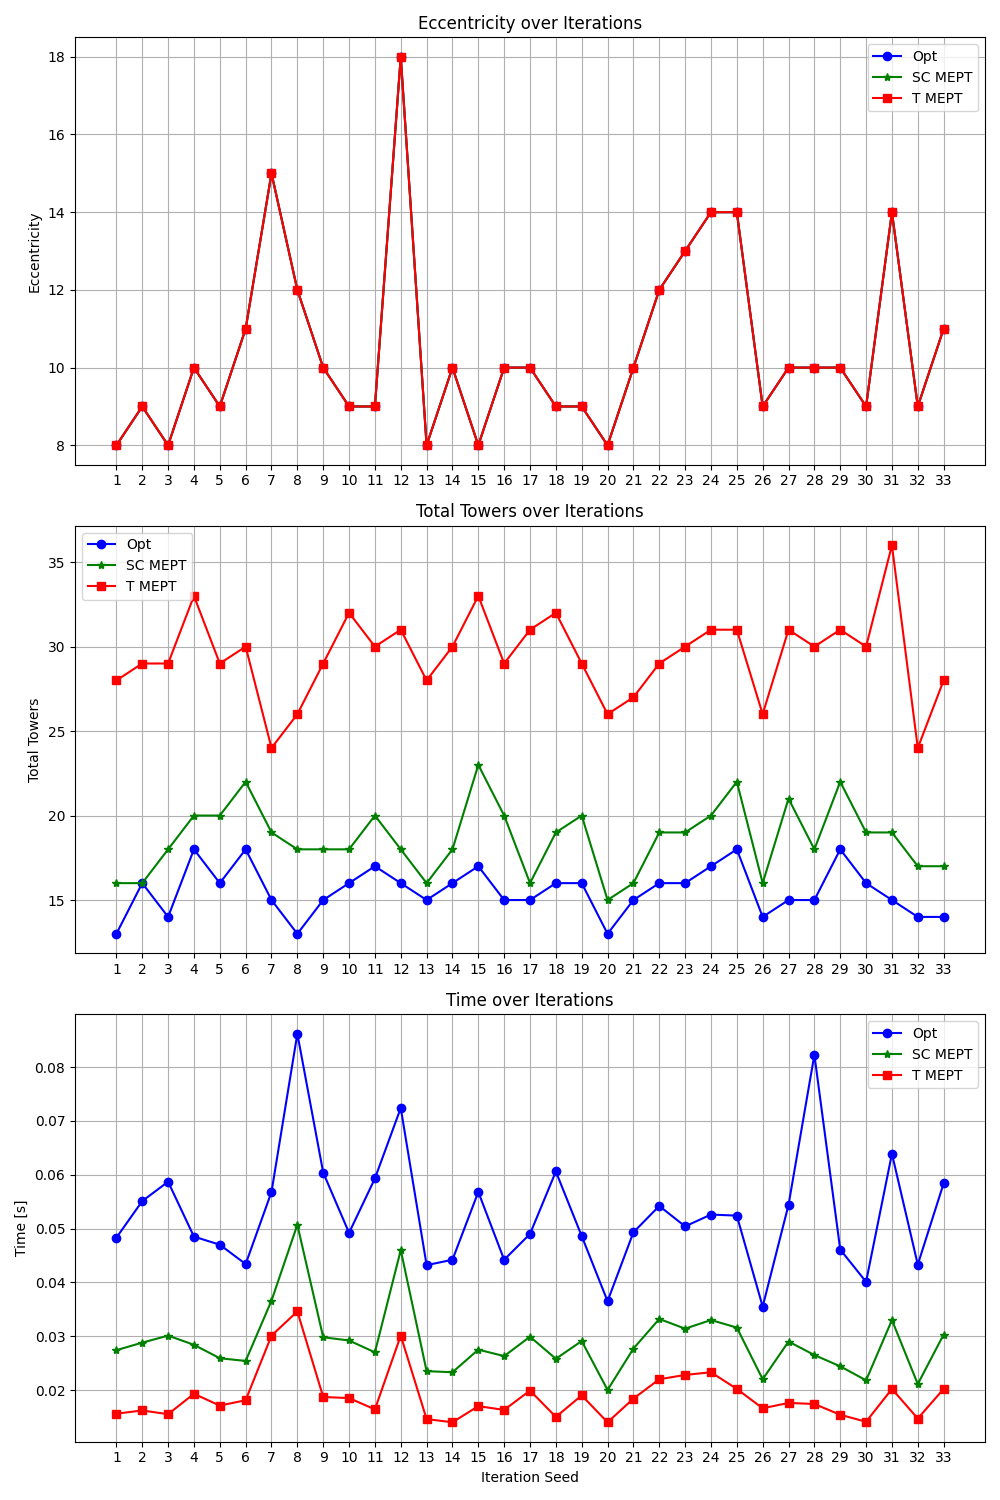 Eccentricity over Iterations
Opt
SC MEPT
T MEPT
Eccentricity
18
16
14
12
10
8
1 2 3 4 5 6 7 8 9 10 11 12 13 14 15 16 17 18 19 20 21 22 23 24 25 26 27 28 29 30 31 32 33
Total Towers over Iterations
Opt
SC MEPT
T MEPT
Total Towers
35
30
25
20
15
1 2 3 4 5 6 7 8 9 10 11 12 13 14 15 16 17 18 19 20 21 22 23 24 25 26 27 28 29 30 31 32 33
Time over Iterations
Opt
SC MEPT
T MEPT
Time [s]
0.08
0.07
0.06
0.05
0.04
0.03
0.02
1 2 3 4 5 6 7 8 9 10 11 12 13 14 15 16 17 18 19 20 21 22 23 24 25 26 27 28 29 30 31 32 33
Iteration Seed